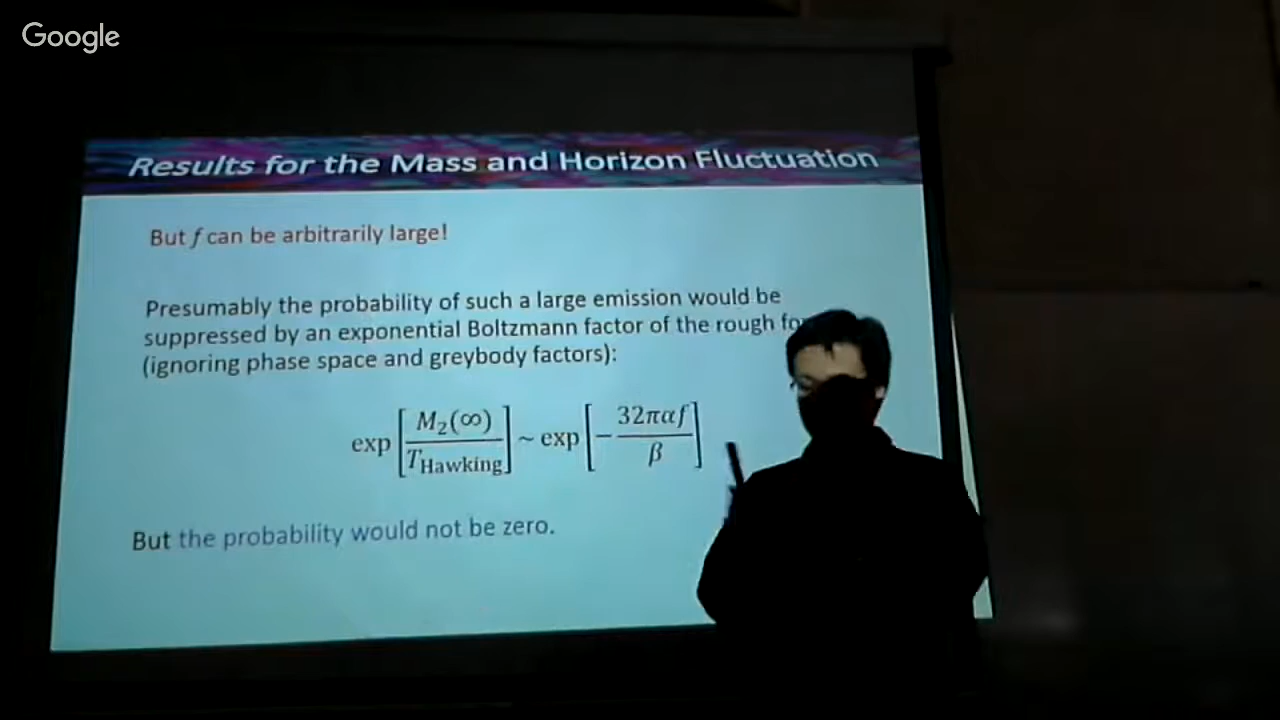 Google
Results for the Mass and Horizon Fluctuation
But f can be arbitrarily large!
Presumably the probability of such a large emission would be
suppressed by an exponential Boltzmann factor of the rough
(ignoring phase space and greybody factors):
exp [M₂(∞) / T_Hawking] ~ exp [− 32παf / β]
But the probability would not be zero.